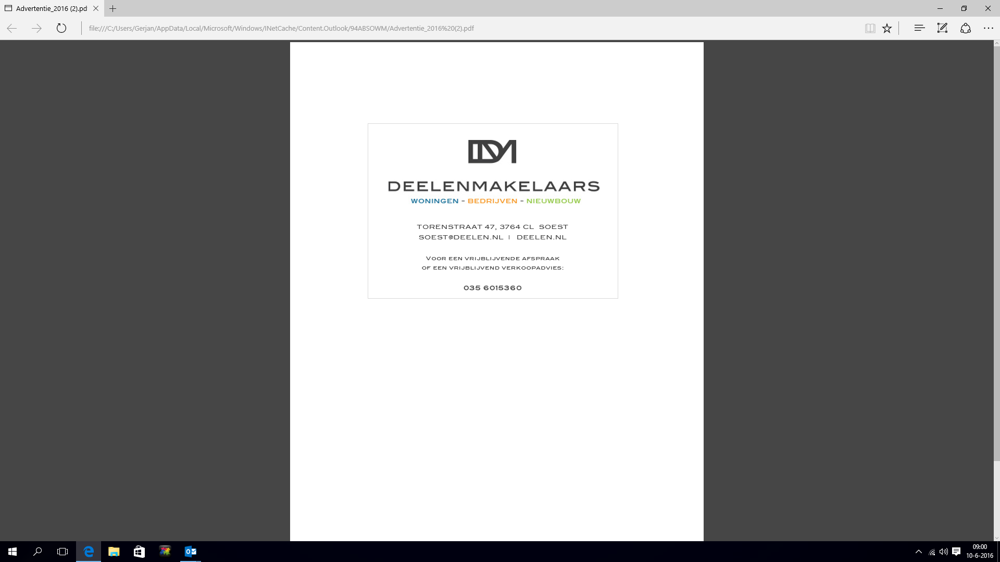 Advertentie_2016 (2).pd
file:///C:/Users/Gerjan/AppData/Local/Microsoft/Windows/INetCache/Content.Outlook/94ABSOWM/Advertentie_2016%20(2).pdf
DM
DEELENMAKELAARS
WONINGEN - BEDRIJVEN - NIEUWBOUW
TORENSTRAAT 47, 3764 CL SOEST
SOEST@DEELEN.NL | DEELEN.NL
VOOR EEN VRIJBLIJVENDE AFSPRAAK
OF EEN VRIJBLIJVEND VERKOOPADVIES:
035 6015360
09:00
10-6-2016